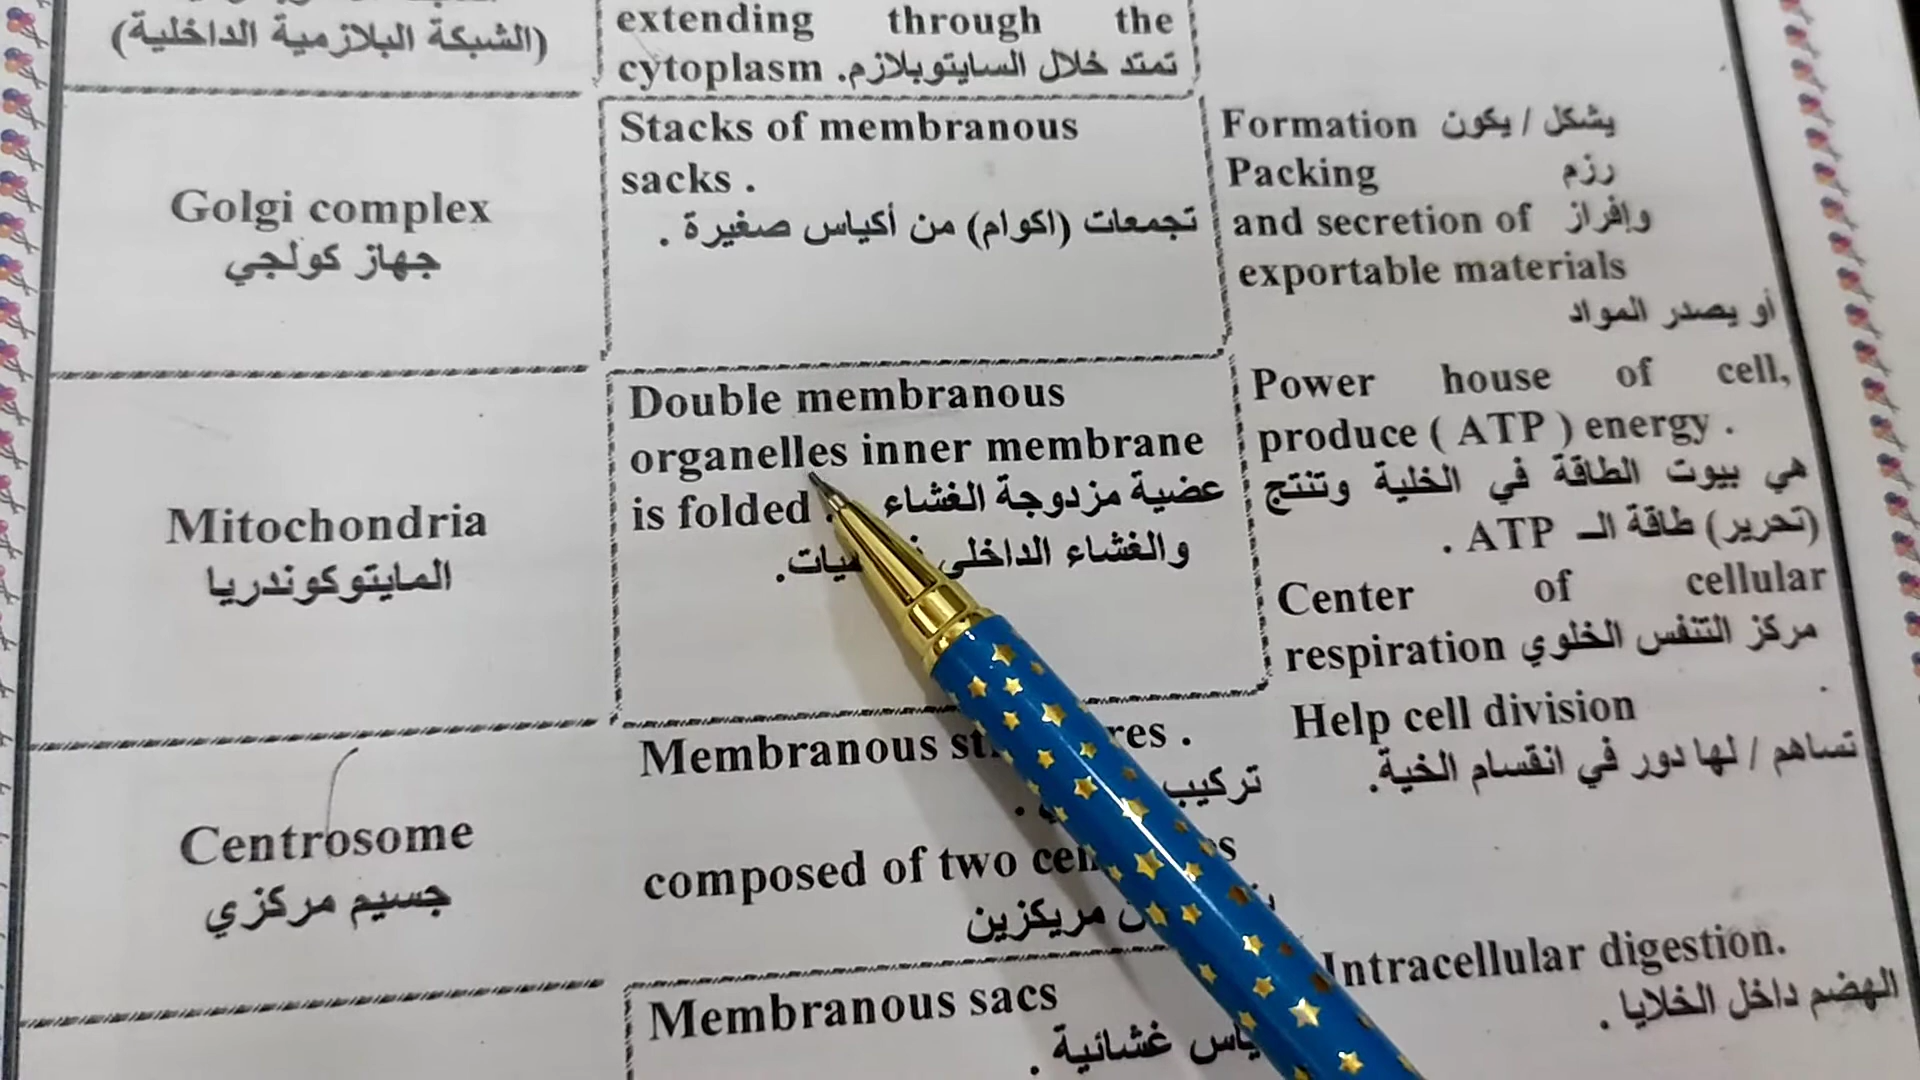 (الشبكة البلازمية الداخلية)
extending through the
cytoplasm . تمتد خلال السايتوبلازم
Golgi complex
جهاز كولجي
Stacks of membranous
sacks .
تجمعات (اكوام) من أكياس صغيرة .
Formation يشكل / يكون
Packing رزم
and secretion of وإفراز
exportable materials
أو يصدر المواد
Mitochondria
المايتوكوندريا
Double membranous
organelles inner membrane
is folded عضية مزدوجة الغشاء
والغشاء الداخلي
Power house of cell,
produce ( ATP ) energy .
هي بيوت الطاقة في الخلية وتنتج
(تحرير) طاقة الـ ATP .
Center of cellular
respiration مركز التنفس الخلوي
Centrosome
جسيم مركزي
Membranous
تركيب
composed of two
مريكزين
Help cell division
تساهم / لها دور في انقسام الخية.
Membranous sacs
غشائية .
Intracellular digestion.
الهضم داخل الخلايا .